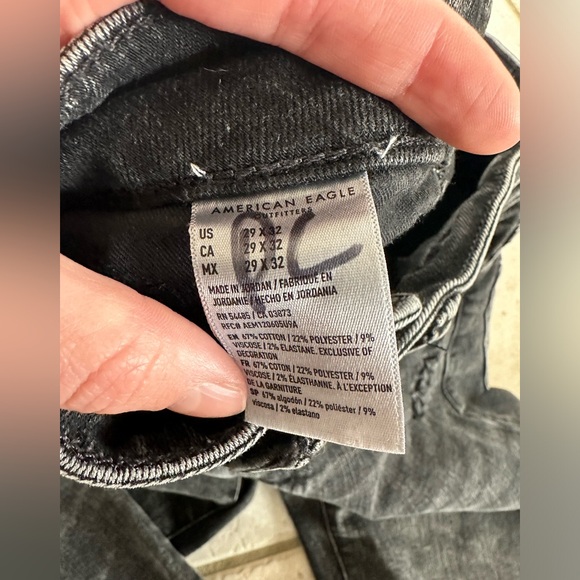 AMERICAN EAGLE
OUTFITTERS
US 29 X 32
CA 29 X 32
MX 29 X 32
MADE IN JORDAN / FABRIQUÉ EN
JORDANIE / HECHO EN JORDANIA
RN 54485 / CA 03873
RFC# AEM120605U9A
EN 67% COTTON / 22% POLYESTER / 9%
VISCOSE / 2% ELASTANE. EXCLUSIVE OF
DECORATION
FR 67% COTON / 22% POLYESTER / 9%
VISCOSE / 2% ÉLASTHANNE. À L'EXCEPTION
DE LA GARNITURE
SP 67% algodón / 22% poliéster / 9%
viscosa / 2% elastano